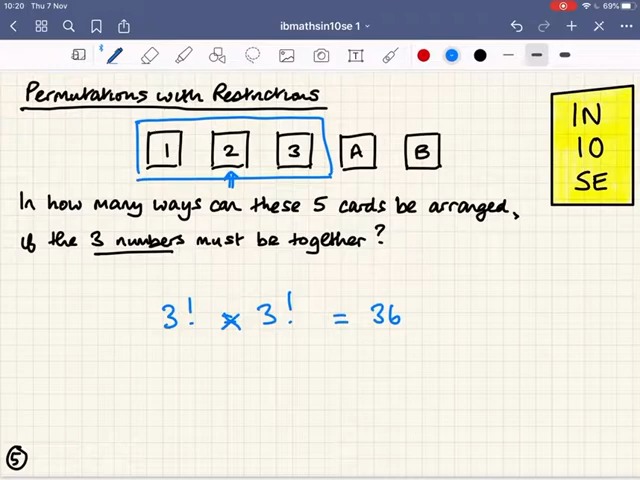 10:20 Thu 7 Nov
69%
ibmathsin10se 1
Permutations with Restrictions
1 2 3 A B
In how many ways can these 5 cards be arranged,
if the 3 numbers must be together?
3! × 3! = 36
IN
10
SE
5